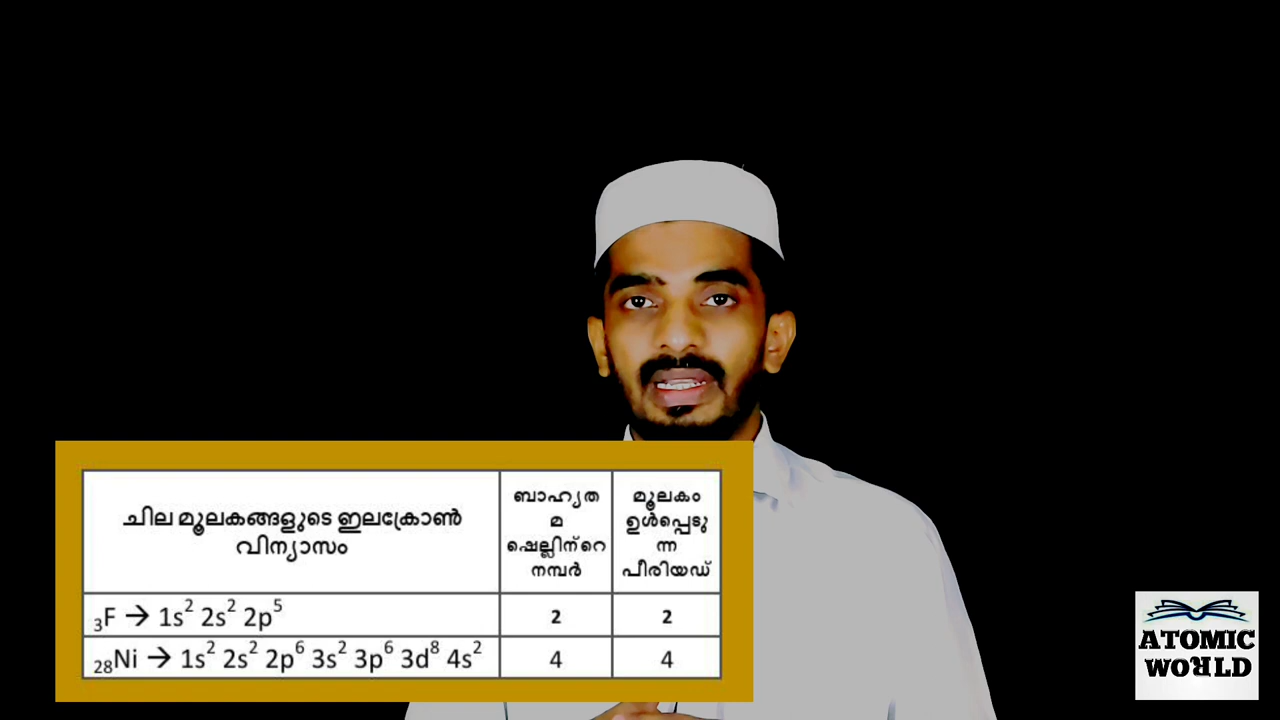 ചില മൂലകങ്ങളുടെ ഇലക്രോൺ
വിന്യാസം
ബാഹ്യത
മ
ഷെല്ലിന്റെ
നമ്പർ
മൂലകം
ഉൾപ്പെടു
ന്ന
പീരിയഡ്
₃F → 1s² 2s² 2p⁵
2
2
₂₈Ni → 1s² 2s² 2p⁶ 3s² 3p⁶ 3d⁸ 4s²
4
4
ATOMIC
WORLD